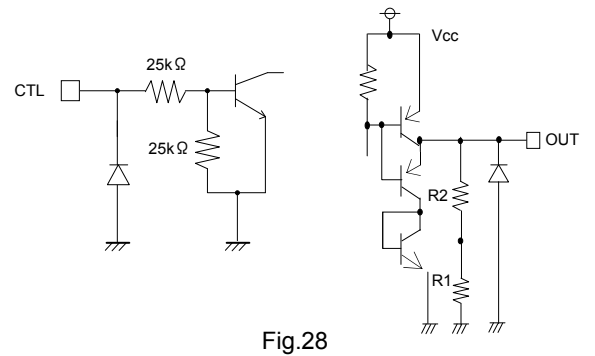 Vcc
25kΩ
CTL
25kΩ
OUT
R2
R1
Fig.28